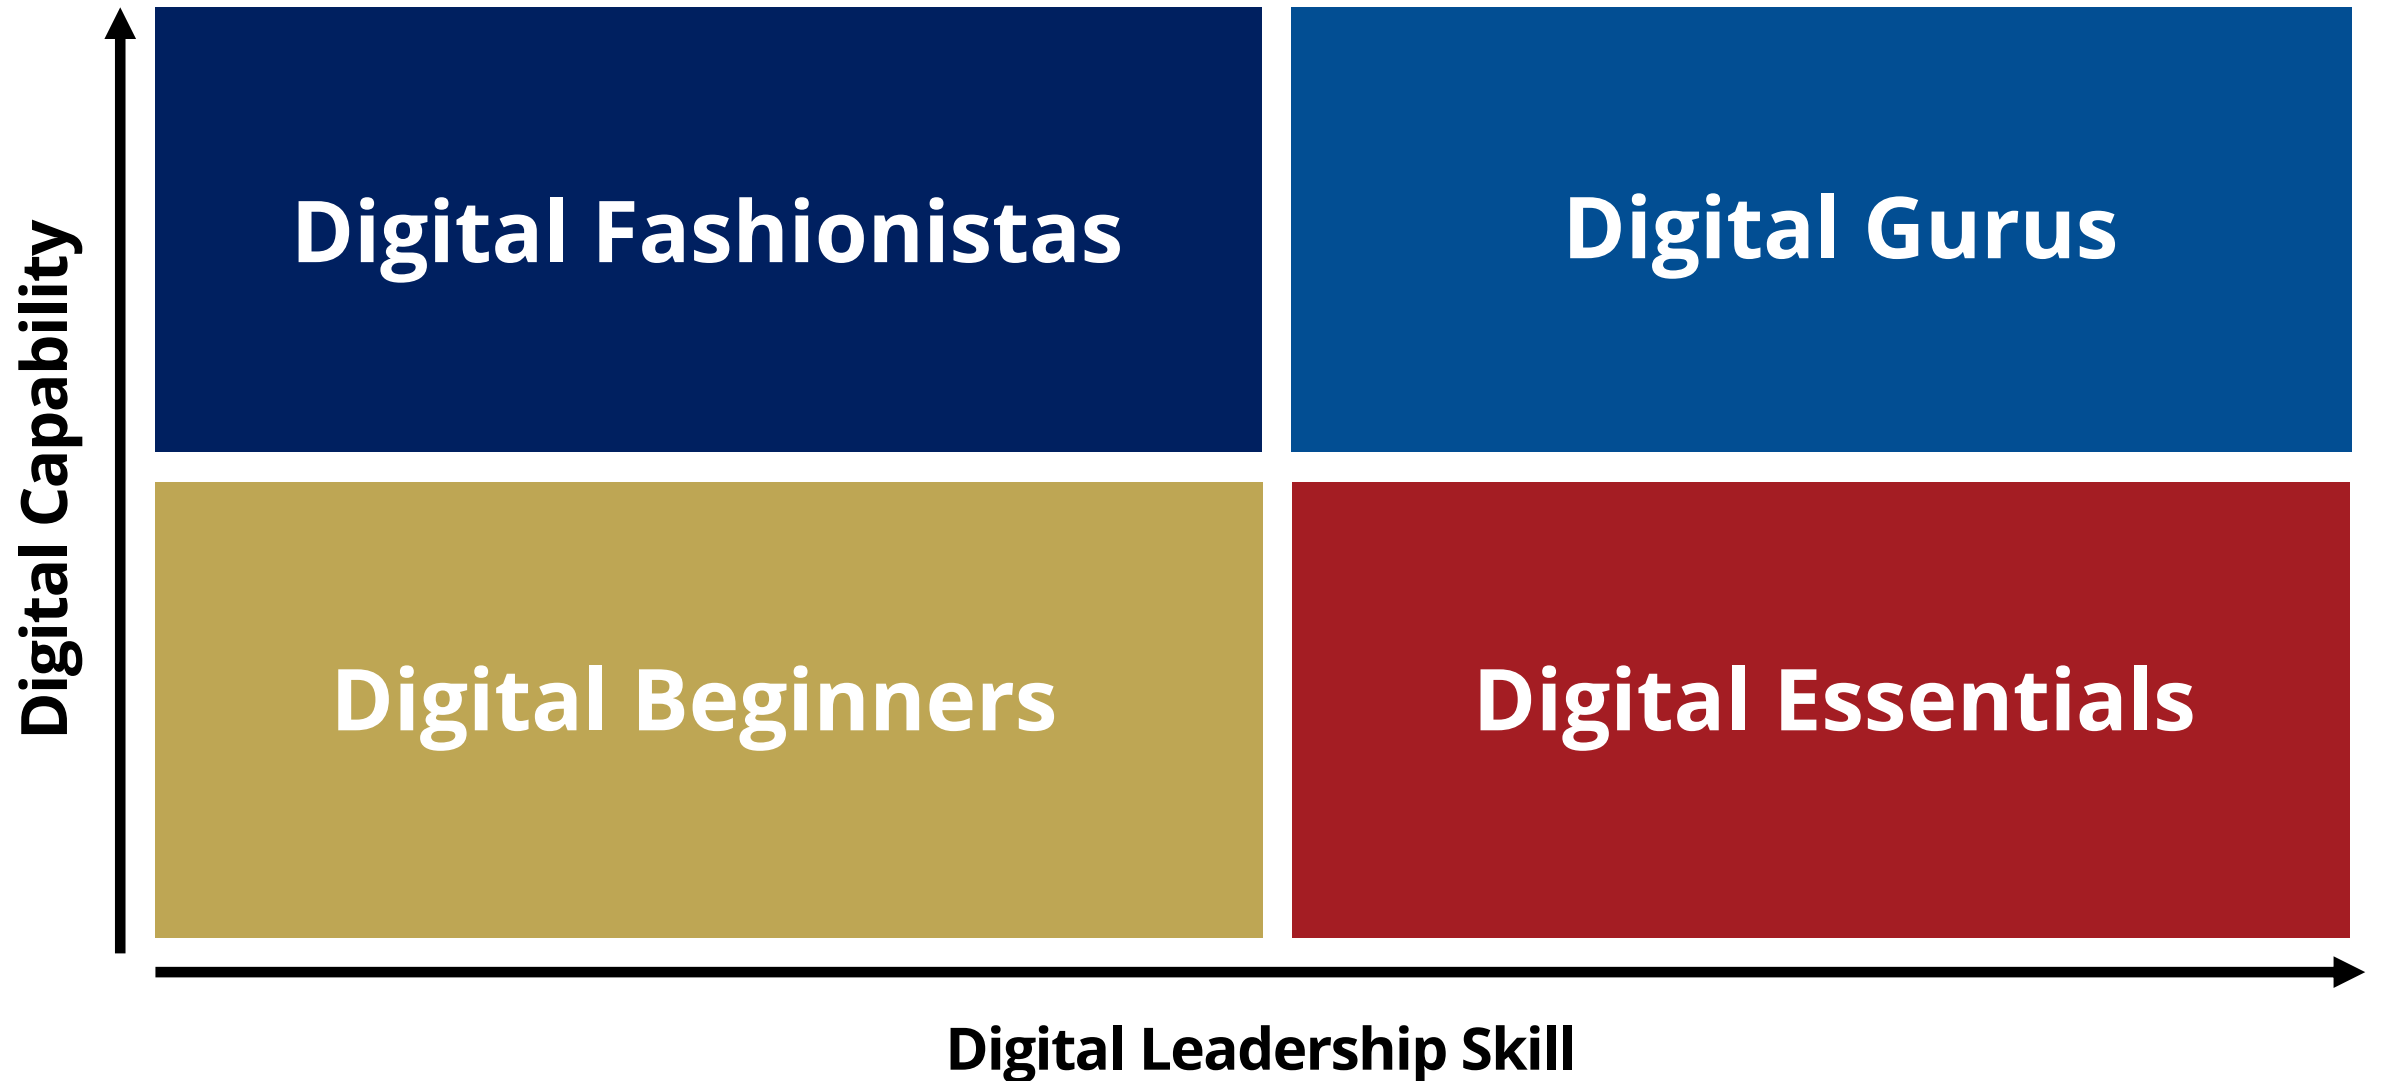 Digital Capability
Digital Fashionistas
Digital Gurus
Digital Beginners
Digital Essentials
Digital Leadership Skill